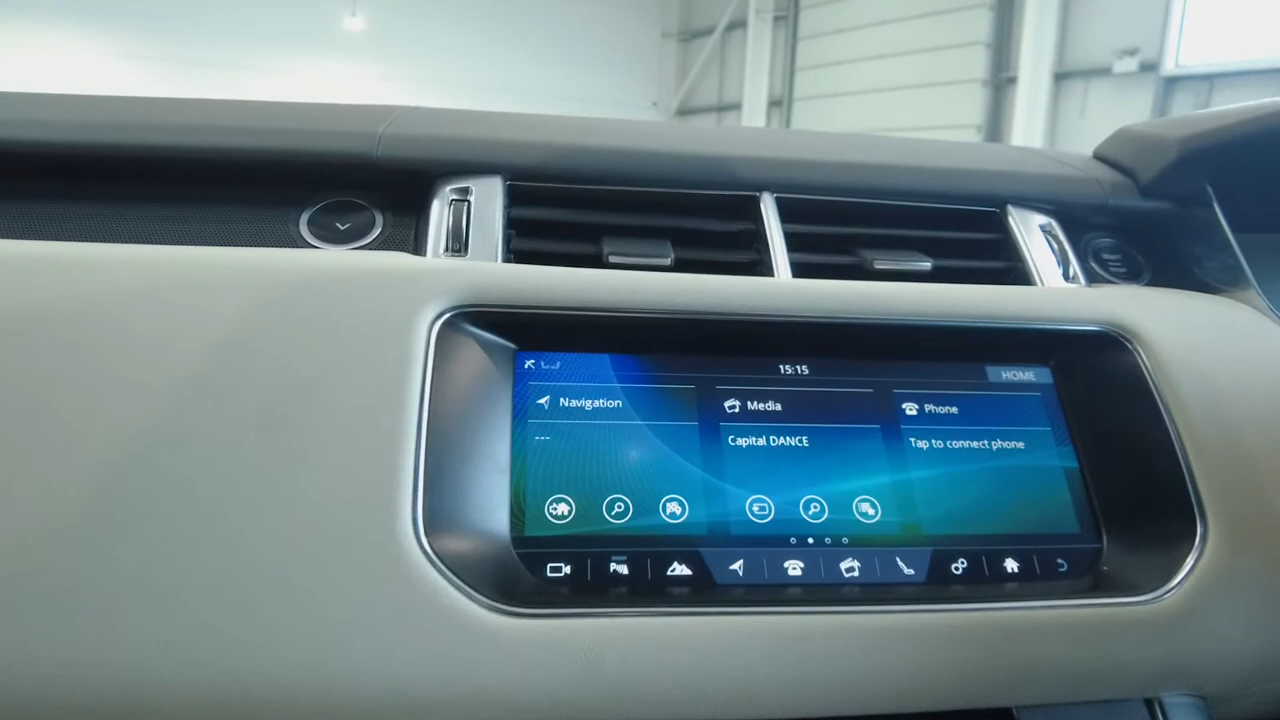 15:15
HOME
Navigation
Media
Phone
---
Capital DANCE
Tap to connect phone